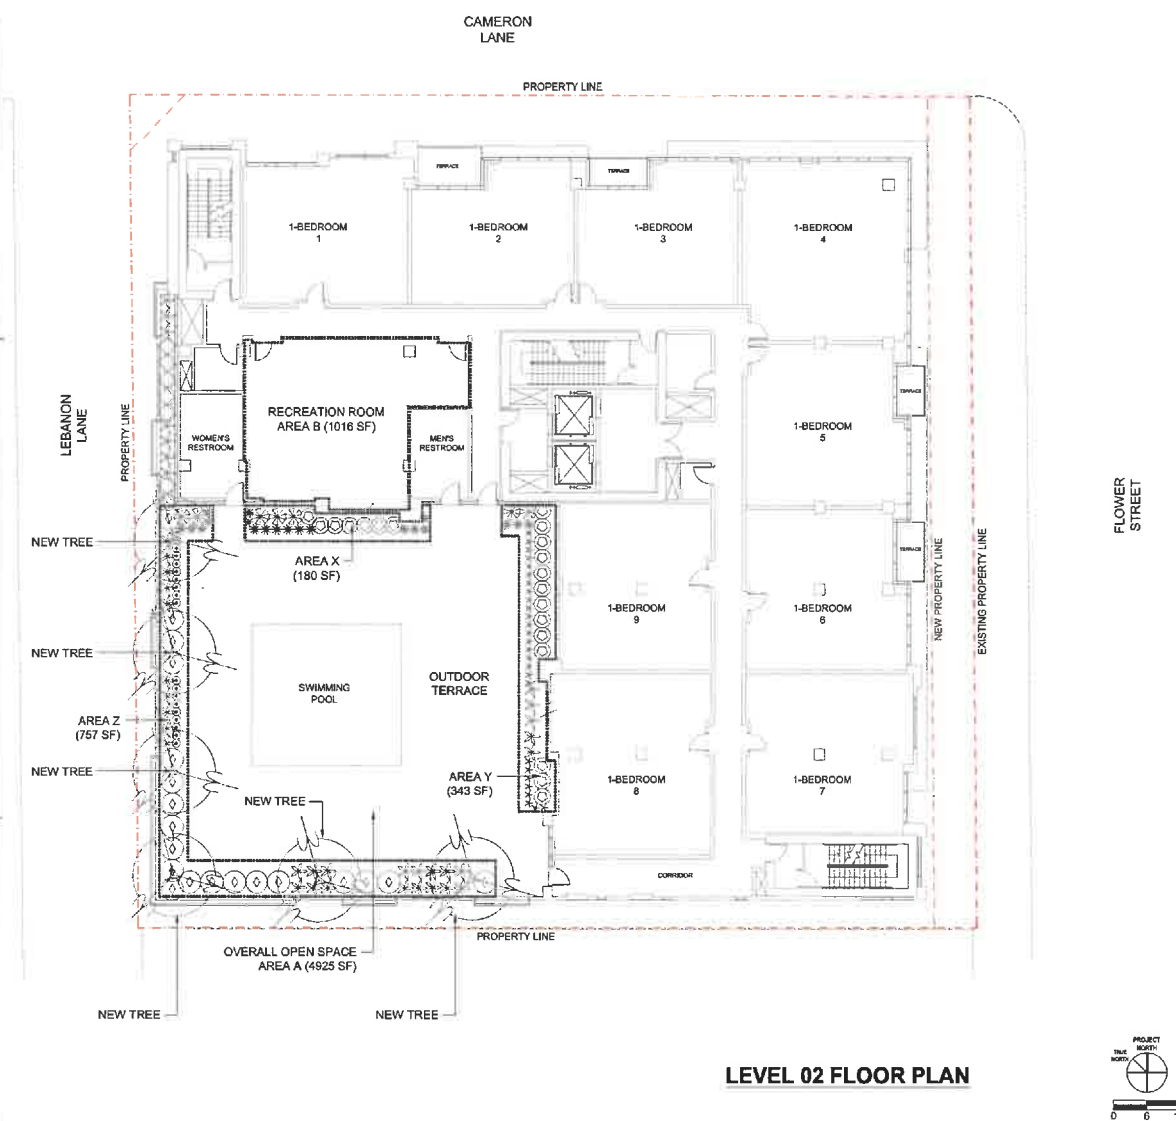 CAMERON
LANE
PROPERTY LINE
TERRACE
TERRACE
1-BEDROOM
1
1-BEDROOM
2
1-BEDROOM
3
1-BEDROOM
4
LEBANON
LANE
PROPERTY LINE
RECREATION ROOM
AREA B (1016 SF)
WOMEN'S
RESTROOM
MEN'S
RESTROOM
TERRACE
1-BEDROOM
5
FLOWER
STREET
NEW TREE
AREA X
(180 SF)
TERRACE
NEW PROPERTY LINE
EXISTING PROPERTY LINE
1-BEDROOM
9
1-BEDROOM
6
NEW TREE
SWIMMING
POOL
OUTDOOR
TERRACE
AREA Z
(757 SF)
NEW TREE
AREA Y
(343 SF)
1-BEDROOM
8
1-BEDROOM
7
NEW TREE
CORRIDOR
PROPERTY LINE
OVERALL OPEN SPACE
AREA A (4925 SF)
NEW TREE
NEW TREE
LEVEL 02 FLOOR PLAN
PROJECT
NORTH
TRUE
NORTH
0 6 1